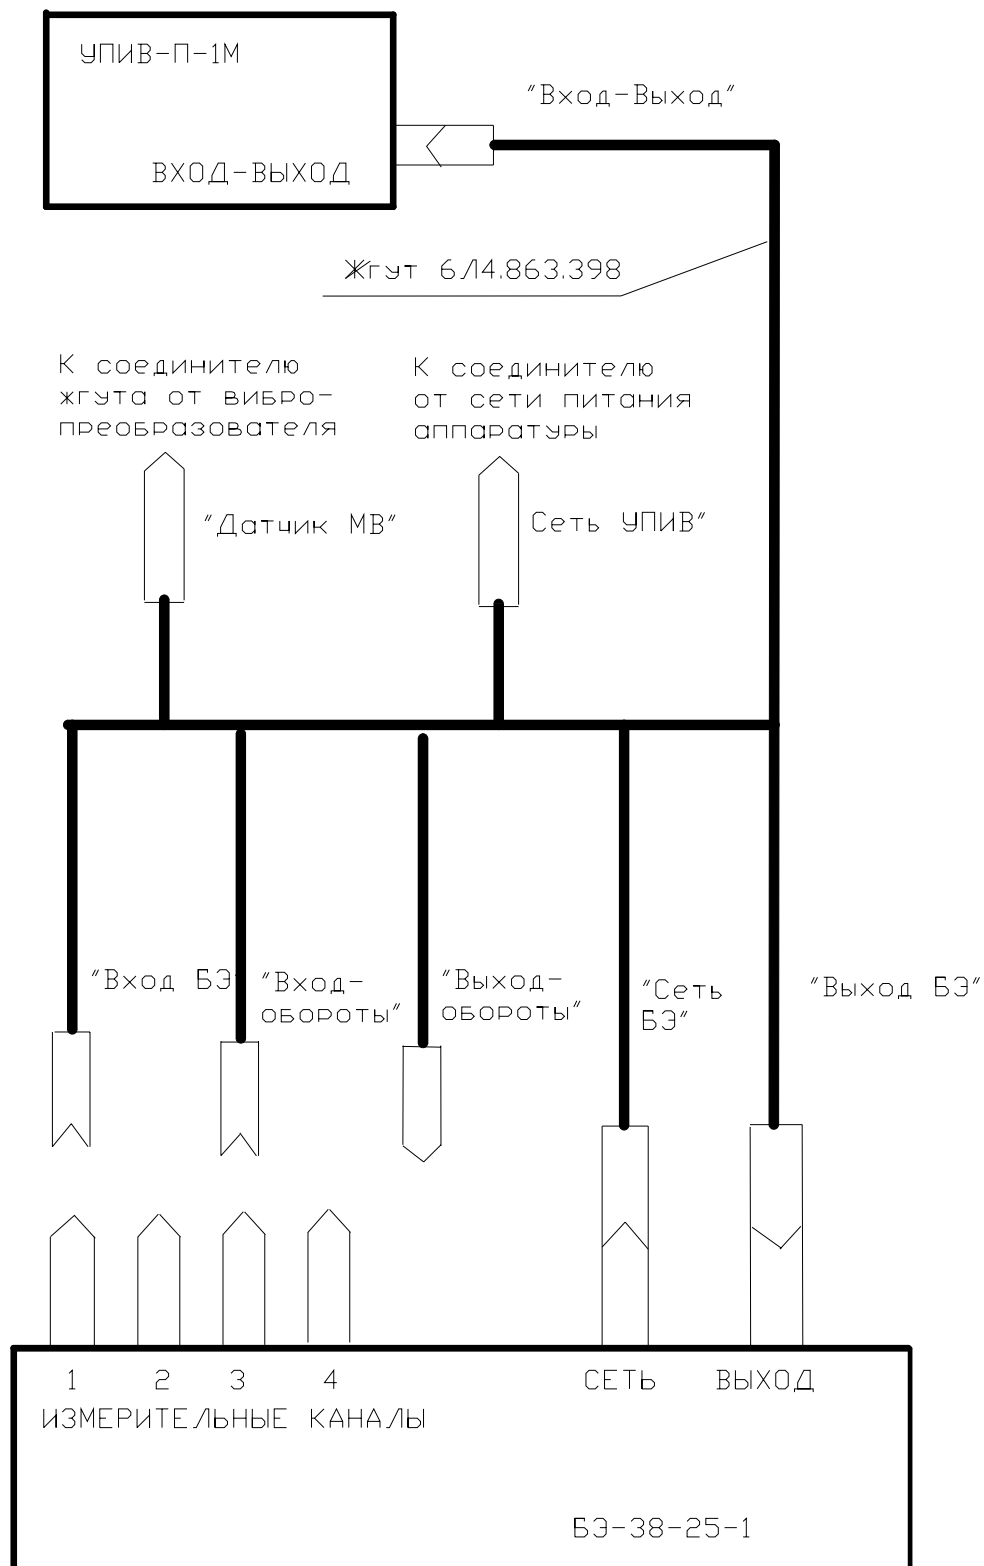 УПИВ-П-1М
"Вход-Выход"
ВХОД-ВЫХОД
Жгут 6Л4.863.398
К соединителю
жгута от вибро-
преобразователя
К соединителю
от сети питания
аппаратуры
"Датчик МВ"
Сеть УПИВ"
"Вход БЭ"
"Вход-
обороты"
"Выход-
обороты"
"Сеть
БЭ"
"Выход БЭ"
1 2 3 4
СЕТЬ ВЫХОД
ИЗМЕРИТЕЛЬНЫЕ КАНАЛЫ
БЭ-38-25-1